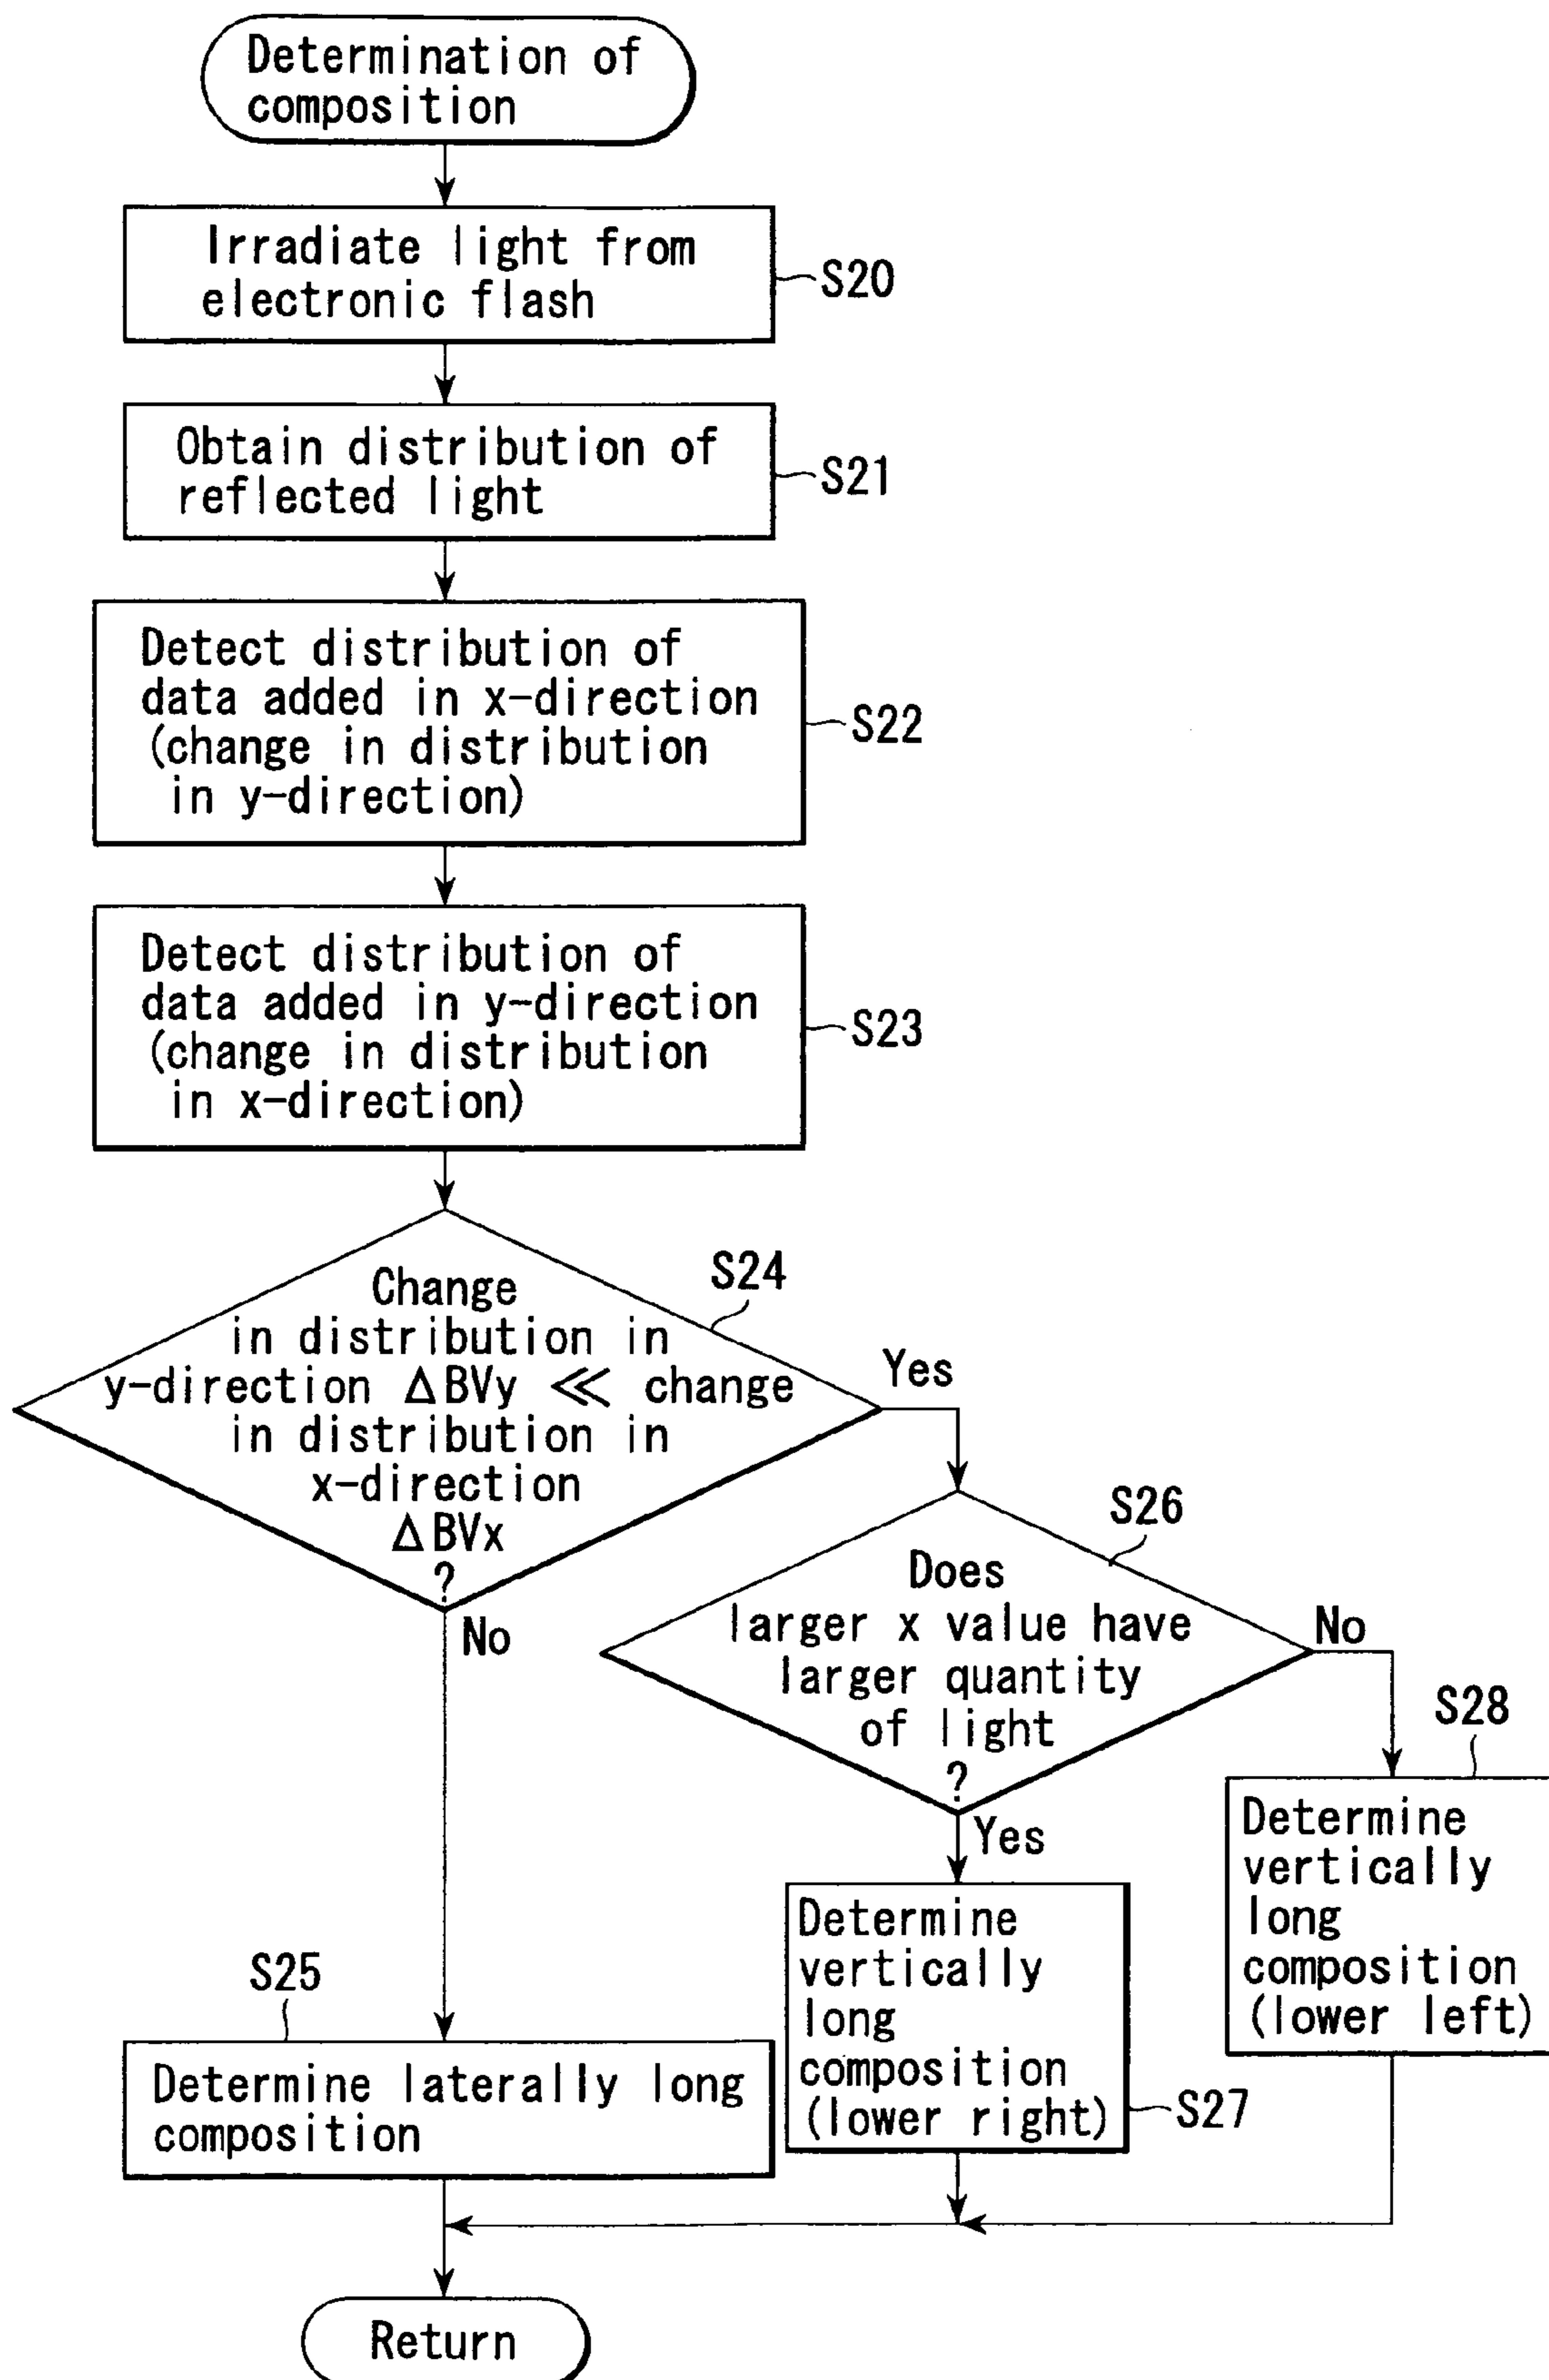 Determination of
composition
Irradiate light from
electronic flash
S20
Obtain distribution of
reflected light
S21
Detect distribution of
data added in x-direction
(change in distribution
in y-direction)
S22
Detect distribution of
data added in y-direction
(change in distribution
in x-direction)
S23
S24
Change
in distribution in
y-direction ΔBVy ≪ change
in distribution in
x-direction
ΔBVx
?
Yes
No
S26
Does
larger x value have
larger quantity
of light
?
No
Yes
S28
Determine
vertically
long
composition
(lower left)
Determine
vertically
long
composition
(lower right)
S27
S25
Determine laterally long
composition
Return